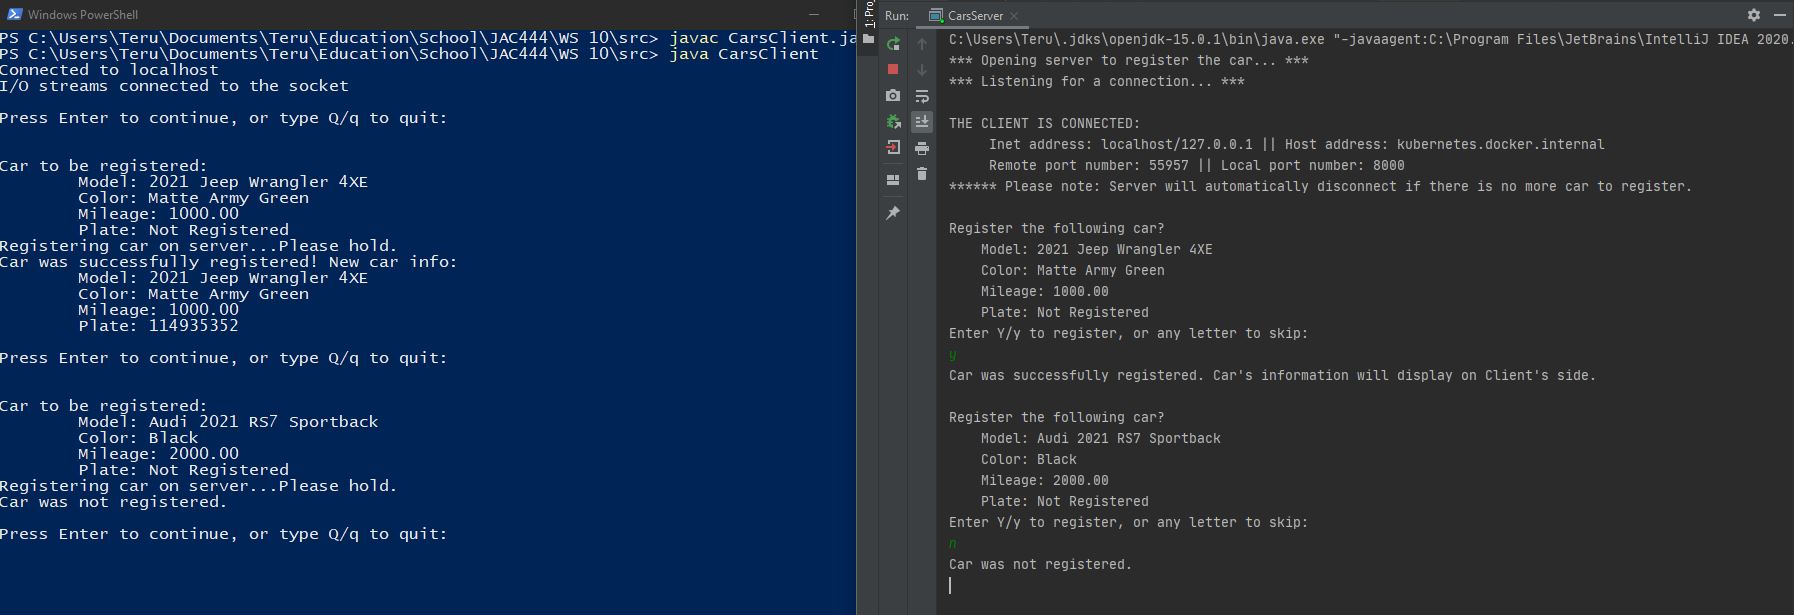 Windows PowerShell
PS C:\Users\Teru\Documents\Teru\Education\School\JAC444\WS 10\src> javac CarsClient.ja
PS C:\Users\Teru\Documents\Teru\Education\School\JAC444\WS 10\src> java CarsClient
Connected to localhost
I/O streams connected to the socket
Press Enter to continue, or type Q/q to quit:
Car to be registered:
Model: 2021 Jeep Wrangler 4XE
Color: Matte Army Green
Mileage: 1000.00
Plate: Not Registered
Registering car on server...Please hold.
Car was successfully registered! New car info:
Model: 2021 Jeep Wrangler 4XE
Color: Matte Army Green
Mileage: 1000.00
Plate: 114935352
Press Enter to continue, or type Q/q to quit:
Car to be registered:
Model: Audi 2021 RS7 Sportback
Color: Black
Mileage: 2000.00
Plate: Not Registered
Registering car on server...Please hold.
Car was not registered.
Press Enter to continue, or type Q/q to quit:
1: Pro
Run: CarsServer
C:\Users\Teru\.jdks\openjdk-15.0.1\bin\java.exe "-javaagent:C:\Program Files\JetBrains\IntelliJ IDEA 2020.
*** Opening server to register the car... ***
*** Listening for a connection... ***
THE CLIENT IS CONNECTED:
Inet address: localhost/127.0.0.1 || Host address: kubernetes.docker.internal
Remote port number: 55957 || Local port number: 8000
****** Please note: Server will automatically disconnect if there is no more car to register.
Register the following car?
Model: 2021 Jeep Wrangler 4XE
Color: Matte Army Green
Mileage: 1000.00
Plate: Not Registered
Enter Y/y to register, or any letter to skip:
y
Car was successfully registered. Car's information will display on Client's side.
Register the following car?
Model: Audi 2021 RS7 Sportback
Color: Black
Mileage: 2000.00
Plate: Not Registered
Enter Y/y to register, or any letter to skip:
n
Car was not registered.